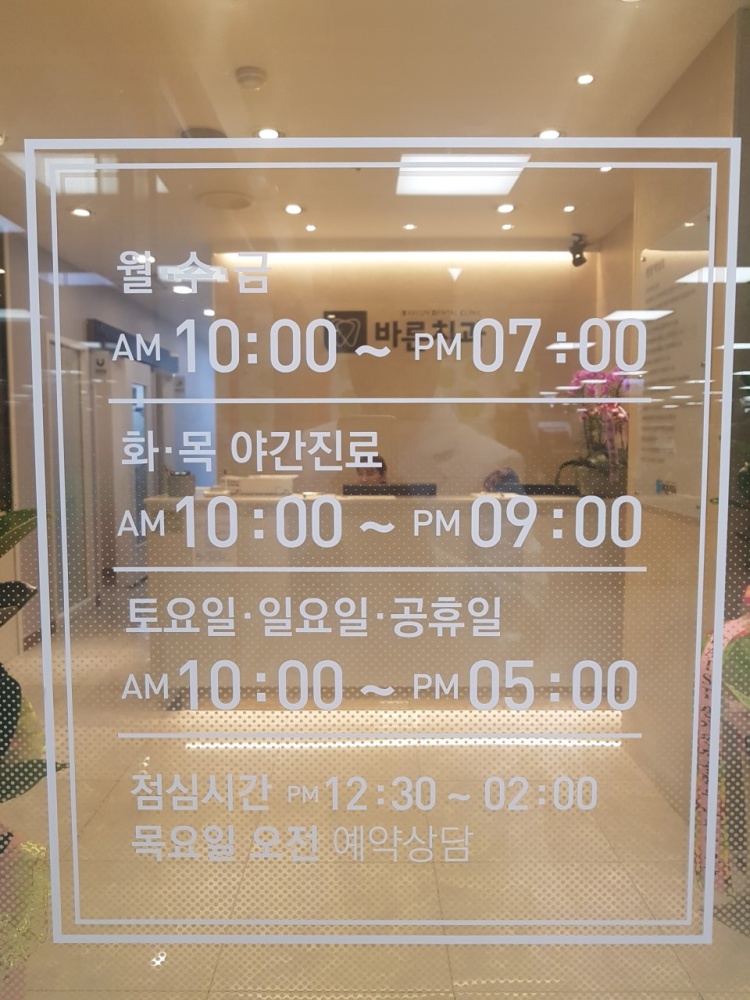 월·수·금
AM 10:00 ~ PM 07:00
화·목 야간진료
AM 10:00 ~ PM 09:00
토요일·일요일·공휴일
AM 10:00 ~ PM 05:00
점심시간 PM 12:30 ~ 02:00
목요일 오전 예약상담
DENTAL CLINIC
바른치과